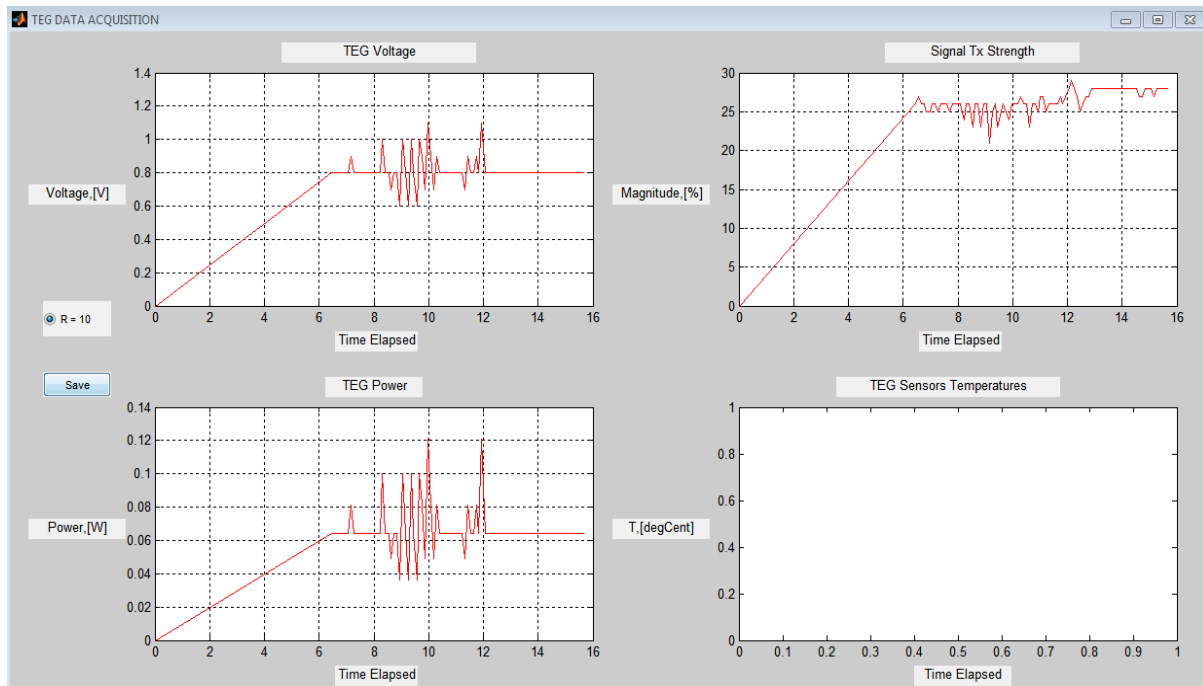 TEG DATA ACQUISITION
TEG Voltage
1.4
1.2
1
0.8
0.6
0.4
0.2
0
Voltage,[V]
0 2 4 6 8 10 12 14 16
Time Elapsed
Signal Tx Strength
30
25
20
15
10
5
0
Magnitude,[%]
0 2 4 6 8 10 12 14 16
Time Elapsed
R = 10
Save
TEG Power
0.14
0.12
0.1
0.08
0.06
0.04
0.02
0
Power,[W]
0 2 4 6 8 10 12 14 16
Time Elapsed
TEG Sensors Temperatures
1
0.8
0.6
0.4
0.2
0
T,[degCent]
0 0.1 0.2 0.3 0.4 0.5 0.6 0.7 0.8 0.9 1
Time Elapsed